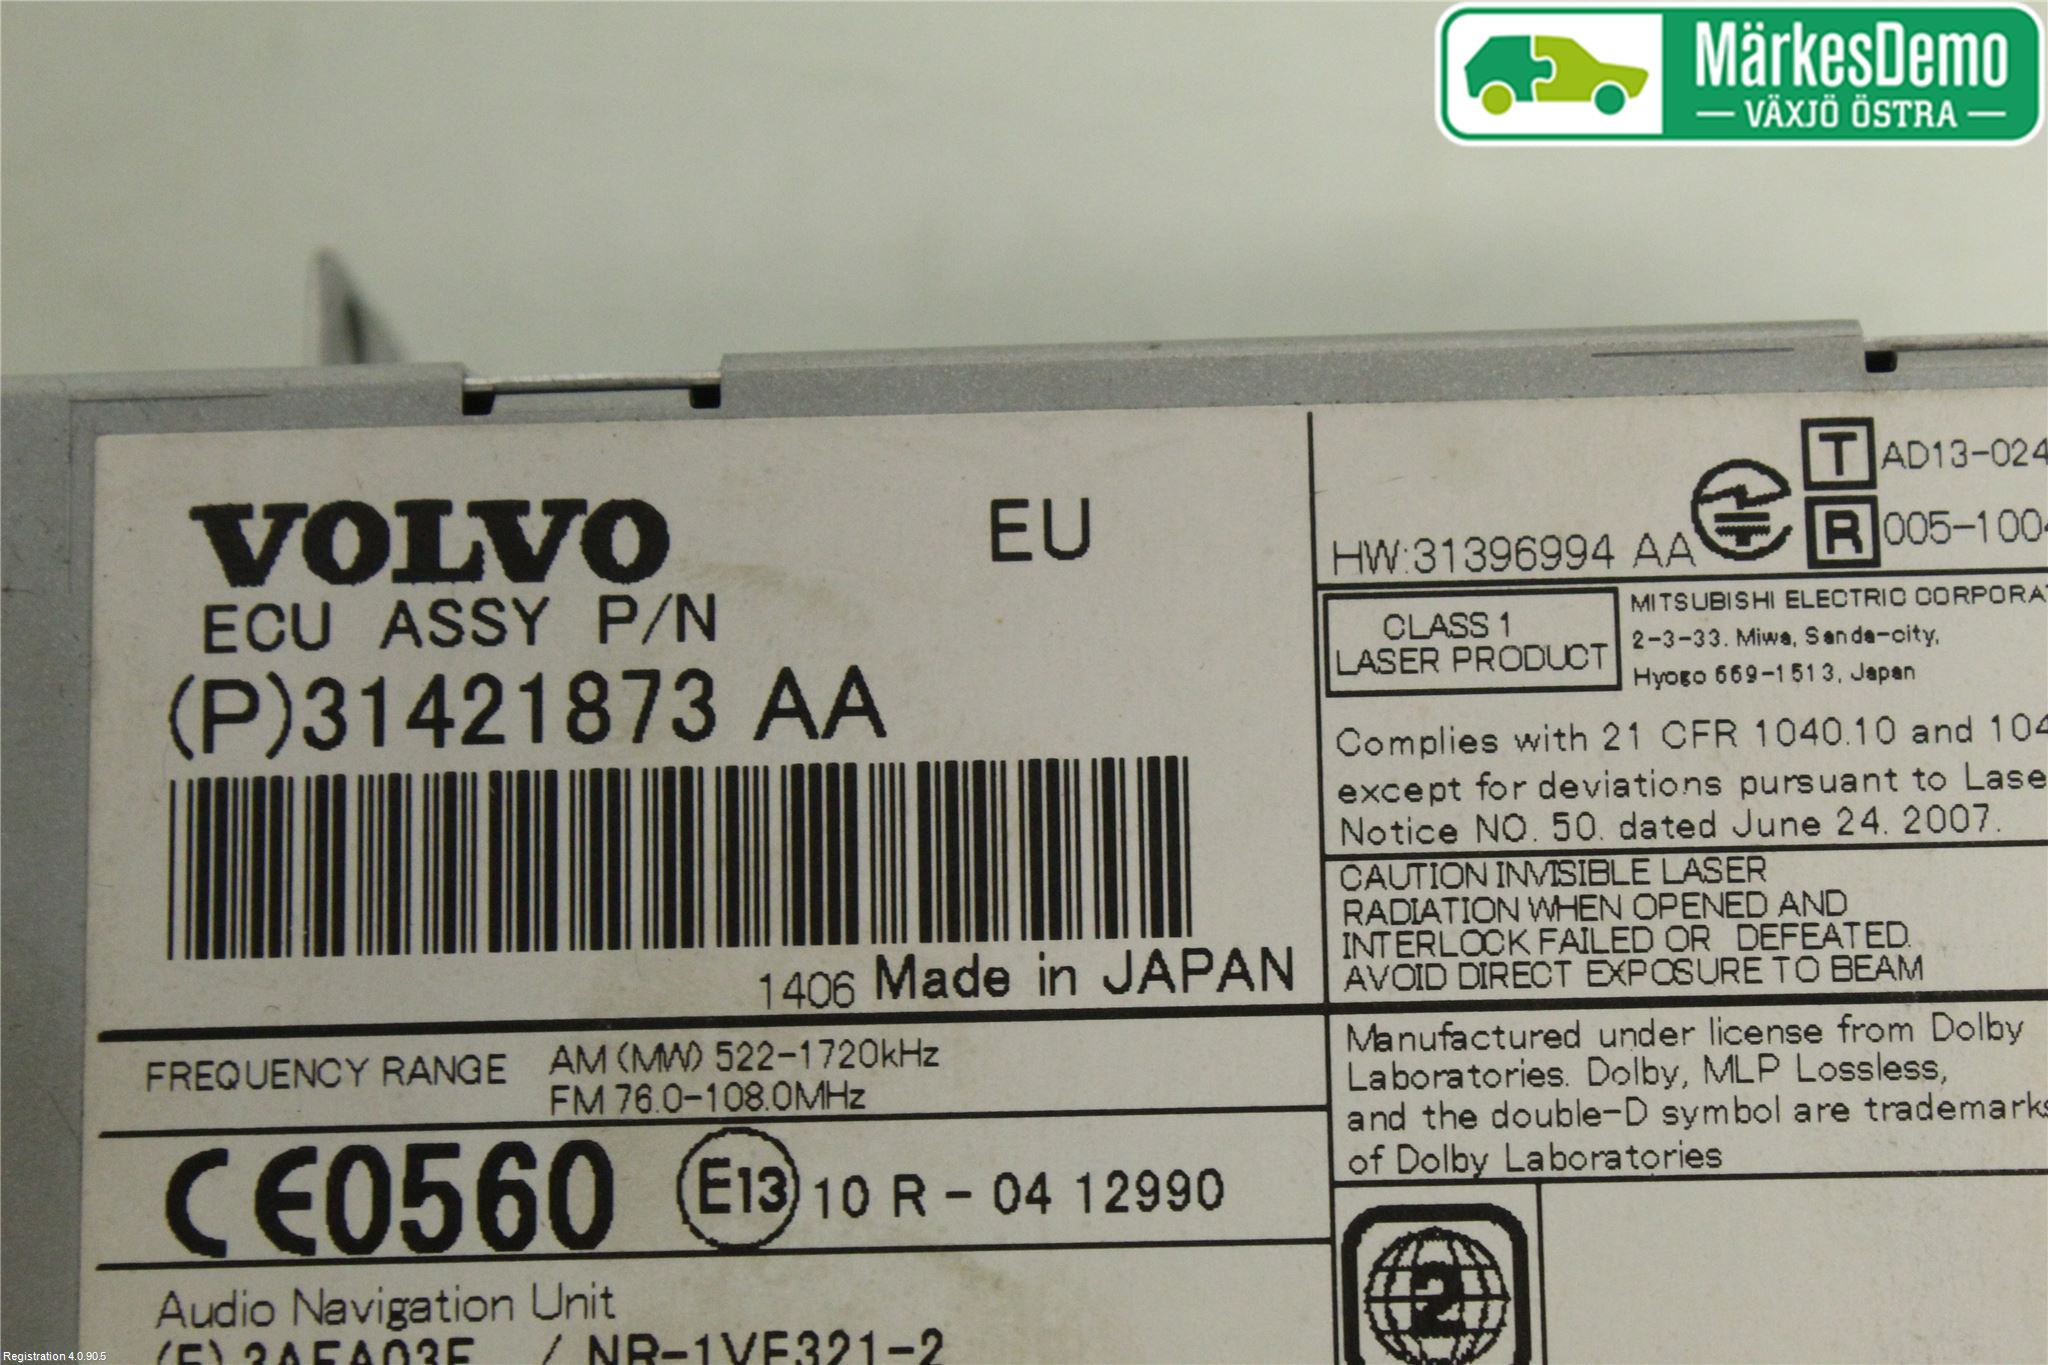 MärkesDemo
VÄXJÖ ÖSTRA
VOLVO
EU
ECU ASSY P/N
(P)31421873 AA
1406 Made in JAPAN
FREQUENCY RANGE
AM (MW) 522-1720kHz
FM 76.0-108.0MHz
CE0560
E13 10 R - 04 12990
Audio Navigation Unit
/ NR-1VE321-2
HW:31396994 AA
T AD13-024
R 005-1004
CLASS 1
LASER PRODUCT
MITSUBISHI ELECTRIC CORPORAT
2-3-33. Miwa, Sanda-city,
Hyogo 669-1513, Japan
Complies with 21 CFR 1040.10 and 104
except for deviations pursuant to Lase
Notice NO. 50. dated June 24. 2007.
CAUTION INVISIBLE LASER
RADIATION WHEN OPENED AND
INTERLOCK FAILED OR DEFEATED.
AVOID DIRECT EXPOSURE TO BEAM
Manufactured under license from Dolby
Laboratories. Dolby, MLP Lossless,
and the double-D symbol are trademarks
of Dolby Laboratories
2
Registration 4.0.90.5